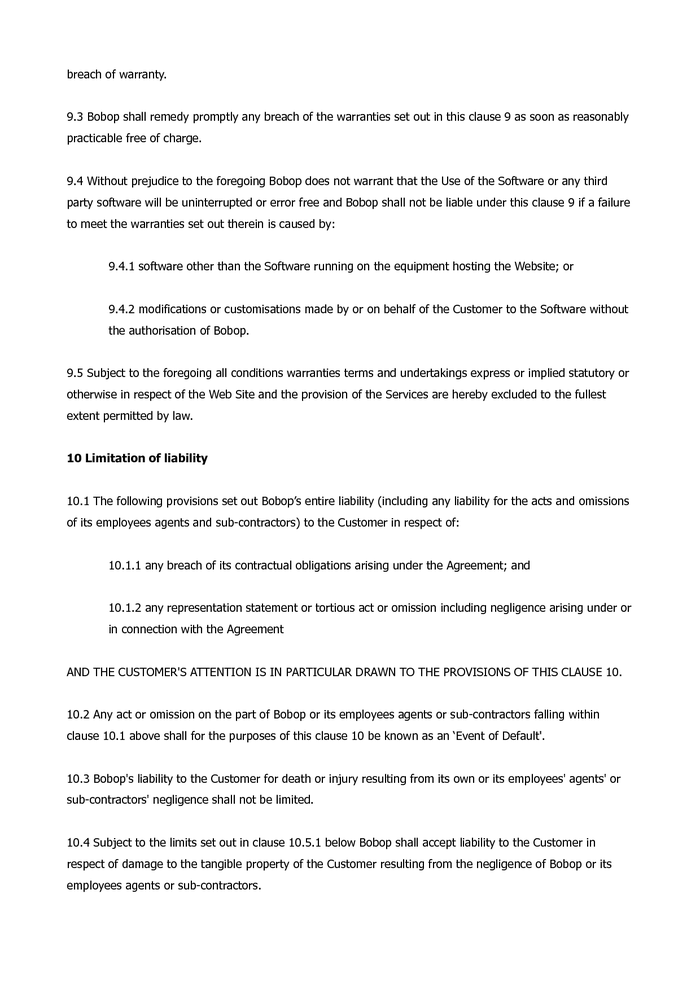 breach of warranty.
9.3 Bobop shall remedy promptly any breach of the warranties set out in this clause 9 as soon as reasonably
practicable free of charge.
9.4 Without prejudice to the foregoing Bobop does not warrant that the Use of the Software or any third
party software will be uninterrupted or error free and Bobop shall not be liable under this clause 9 if a failure
to meet the warranties set out therein is caused by:
9.4.1 software other than the Software running on the equipment hosting the Website; or
9.4.2 modifications or customisations made by or on behalf of the Customer to the Software without
the authorisation of Bobop.
9.5 Subject to the foregoing all conditions warranties terms and undertakings express or implied statutory or
otherwise in respect of the Web Site and the provision of the Services are hereby excluded to the fullest
extent permitted by law.
10 Limitation of liability
10.1 The following provisions set out Bobop’s entire liability (including any liability for the acts and omissions
of its employees agents and sub-contractors) to the Customer in respect of:
10.1.1 any breach of its contractual obligations arising under the Agreement; and
10.1.2 any representation statement or tortious act or omission including negligence arising under or
in connection with the Agreement
AND THE CUSTOMER'S ATTENTION IS IN PARTICULAR DRAWN TO THE PROVISIONS OF THIS CLAUSE 10.
10.2 Any act or omission on the part of Bobop or its employees agents or sub-contractors falling within
clause 10.1 above shall for the purposes of this clause 10 be known as an ‘Event of Default'.
10.3 Bobop's liability to the Customer for death or injury resulting from its own or its employees' agents' or
sub-contractors' negligence shall not be limited.
10.4 Subject to the limits set out in clause 10.5.1 below Bobop shall accept liability to the Customer in
respect of damage to the tangible property of the Customer resulting from the negligence of Bobop or its
employees agents or sub-contractors.